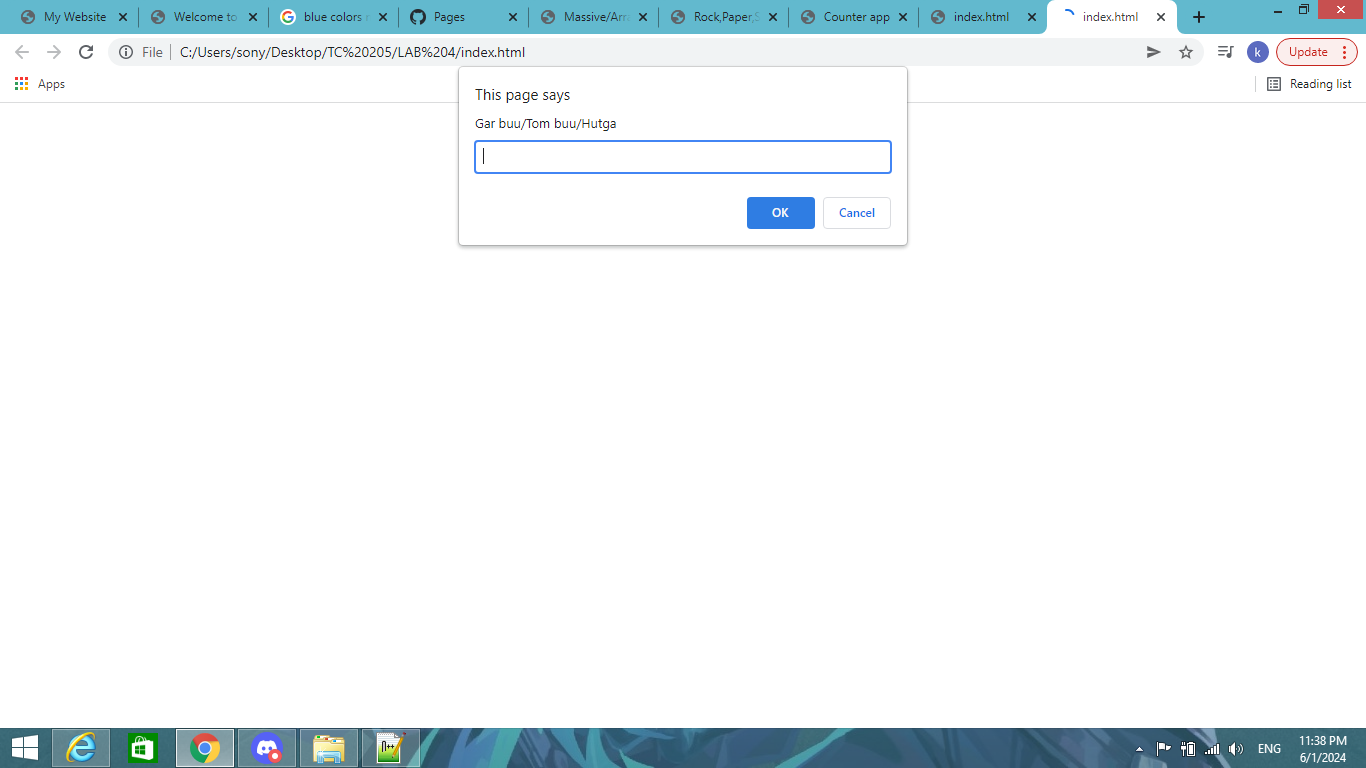 My Website
Welcome to
blue colors
Pages
Massive/Arr
Rock,Paper,S
Counter app
index.html
index.html
File
C:/Users/sony/Desktop/TC%20205/LAB%204/index.html
k
Update
Apps
Reading list
This page says
Gar buu/Tom buu/Hutga
OK
Cancel
ENG
11:38 PM
6/1/2024